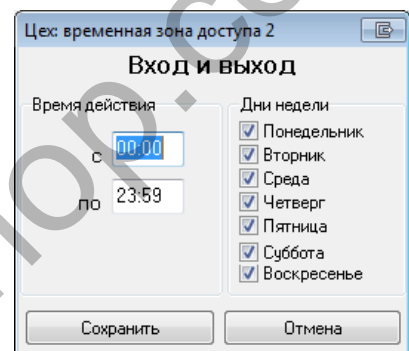 Цех: временная зона доступа 2
Вход и выход
Время действия
с 00:00
по 23:59
Дни недели
Понедельник
Вторник
Среда
Четверг
Пятница
Суббота
Воскресенье
Сохранить
Отмена